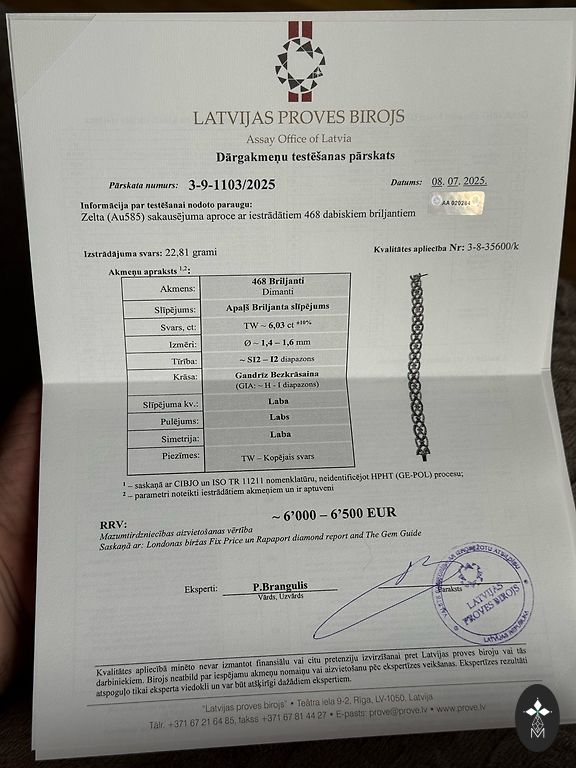 LATVIJAS PROVES BIROJS
Assay Office of Latvia
Dārgakmeņu testēšanas pārskats
Pārskata numurs: 3-9-1103/2025
Datums: 08. 07. 2025.
AA 020284
Informācija par testēšanai nodoto paraugu:
Zelta (Au585) sakausējuma aproce ar iestrādātiem 468 dabiskiem briljantiem
Izstrādājuma svars: 22,81 grami
Kvalitātes apliecība Nr: 3-8-35600/k
Akmeņu apraksts 1,2:
Akmens: 468 Briljanti
Dimanti
Slīpējums: Apaļš Briljanta slīpējums
Svars, ct: TW ~ 6,03 ct ±10%
Izmēri: Ø ~ 1,4 – 1,6 mm
Tīrība: ~ SI2 – I2 diapazons
Krāsa: Gandrīz Bezkrāsaina
(GIA: ~ H - I diapazons)
Slīpējuma kv.: Laba
Pulējums: Labs
Simetrija: Laba
Piezīmes: TW – Kopējais svars
1 – saskaņā ar CIBJO un ISO TR 11211 nomenklatūru, neidentificējot HPHT (GE-POL) procesu;
2 – parametri noteikti iestrādātiem akmeņiem un ir aptuveni
RRV: ~ 6'000 – 6'500 EUR
Mazumtirdzniecības aizvietošanas vērtība
Saskaņā ar: Londonas biržas Fix Price un Rapaport diamond report and The Gem Guide
Eksperti: P.Brangulis
Vārds, Uzvārds
Paraksts
LATVIJAS
PROVES BIROJS
LATVIJAS REPUBLIKA
Kvalitātes apliecībā minēto nevar izmantot finansiālu vai citu pretenziju izvirzīšanai pret Latvijas proves biroju vai tās
darbiniekiem. Birojs neatbild par iespējamu akmeņu nomaiņu vai aizvietošanu pēc ekspertīzes veikšanas. Ekspertīzes rezultāti
atspoguļo tikai eksperta viedokli un var būt atšķirīgi dažādiem ekspertiem.
"Latvijas proves birojs" • Teātra iela 9-2, Rīga, LV-1050, Latvija
Tālr. +371 67 21 64 85, fakss +371 67 81 44 27 • E-pasts: prove@prove.lv • www.prove.lv
M